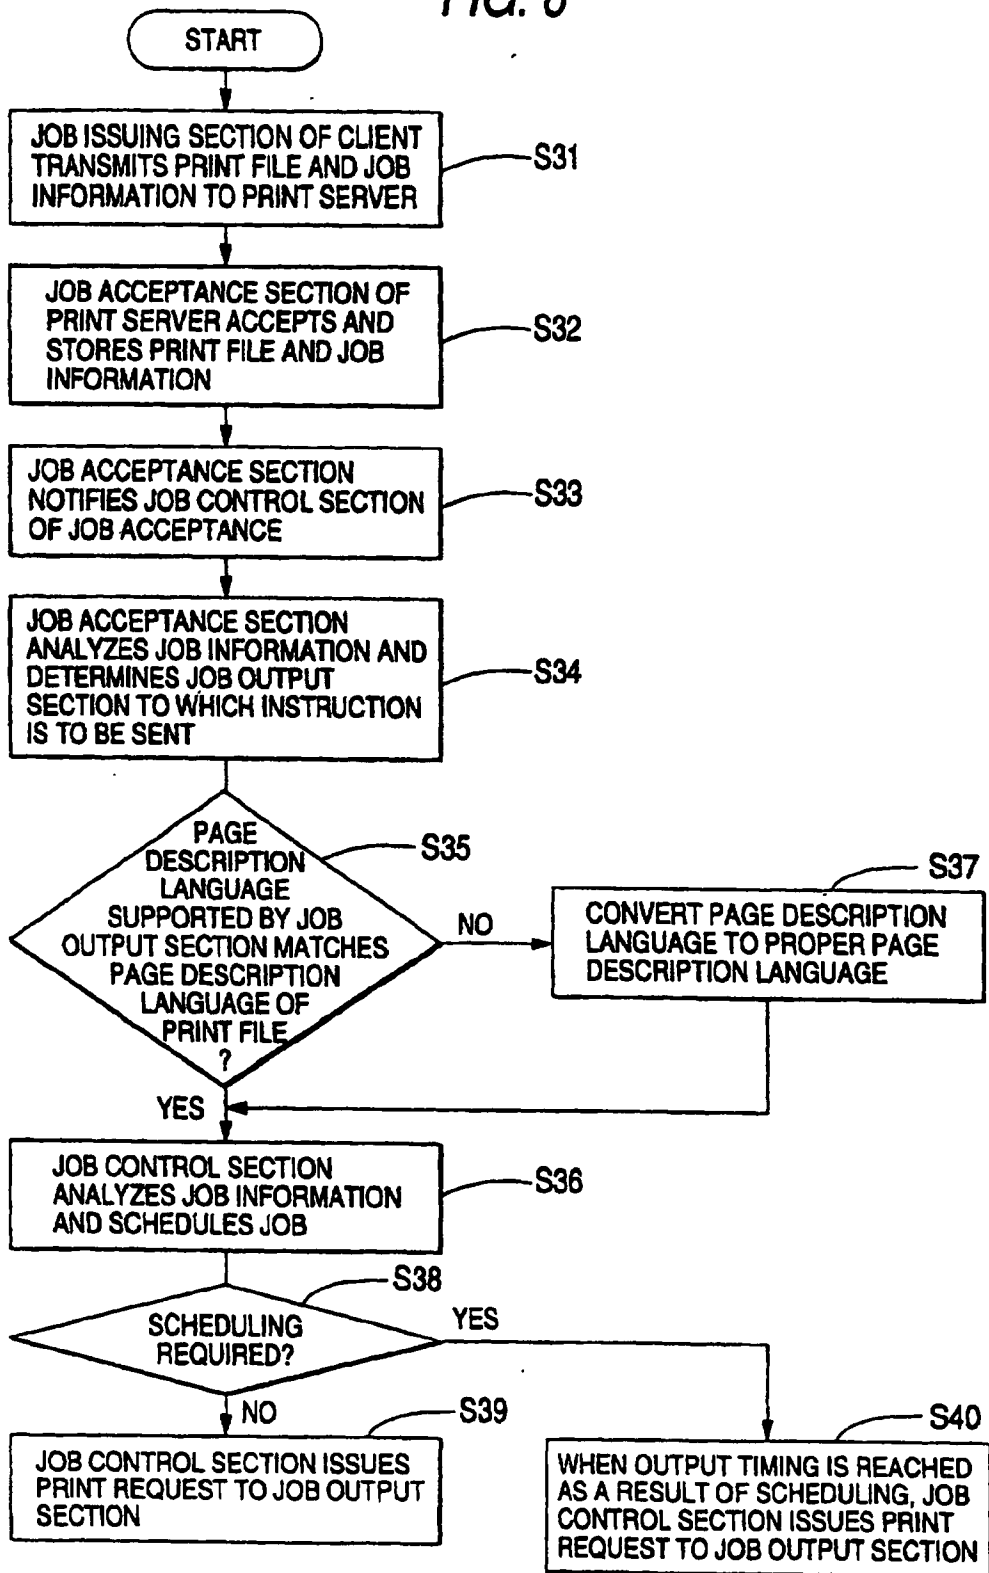 START
JOB ISSUING SECTION OF CLIENT
TRANSMITS PRINT FILE AND JOB
INFORMATION TO PRINT SERVER
S31
JOB ACCEPTANCE SECTION OF
PRINT SERVER ACCEPTS AND
STORES PRINT FILE AND JOB
INFORMATION
S32
JOB ACCEPTANCE SECTION
NOTIFIES JOB CONTROL SECTION
OF JOB ACCEPTANCE
S33
JOB ACCEPTANCE SECTION
ANALYZES JOB INFORMATION AND
DETERMINES JOB OUTPUT
SECTION TO WHICH INSTRUCTION
IS TO BE SENT
S34
PAGE
DESCRIPTION
LANGUAGE
SUPPORTED BY JOB
OUTPUT SECTION MATCHES
PAGE DESCRIPTION
LANGUAGE OF
PRINT FILE
?
S35
NO
S37
CONVERT PAGE DESCRIPTION
LANGUAGE TO PROPER PAGE
DESCRIPTION LANGUAGE
YES
JOB CONTROL SECTION
ANALYZES JOB INFORMATION
AND SCHEDULES JOB
S36
S38
SCHEDULING
REQUIRED?
YES
NO
S39
JOB CONTROL SECTION ISSUES
PRINT REQUEST TO JOB OUTPUT
SECTION
S40
WHEN OUTPUT TIMING IS REACHED
AS A RESULT OF SCHEDULING, JOB
CONTROL SECTION ISSUES PRINT
REQUEST TO JOB OUTPUT SECTION